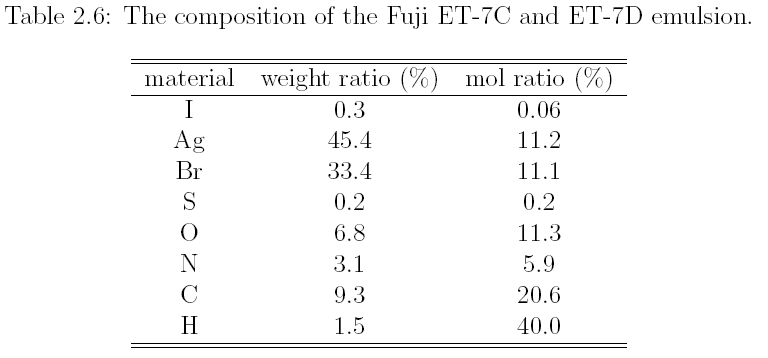 Table 2.6: The composition of the Fuji ET-7C and ET-7D emulsion.
material weight ratio (%) mol ratio (%)
I 0.3 0.06
Ag 45.4 11.2
Br 33.4 11.1
S 0.2 0.2
O 6.8 11.3
N 3.1 5.9
C 9.3 20.6
H 1.5 40.0